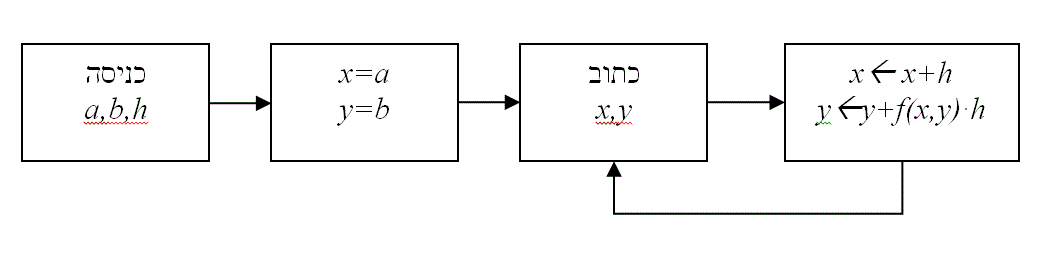 כניסה
a,b,h
x=a
y=b
כתוב
x,y
x←x+h
y←y+f(x,y)·h